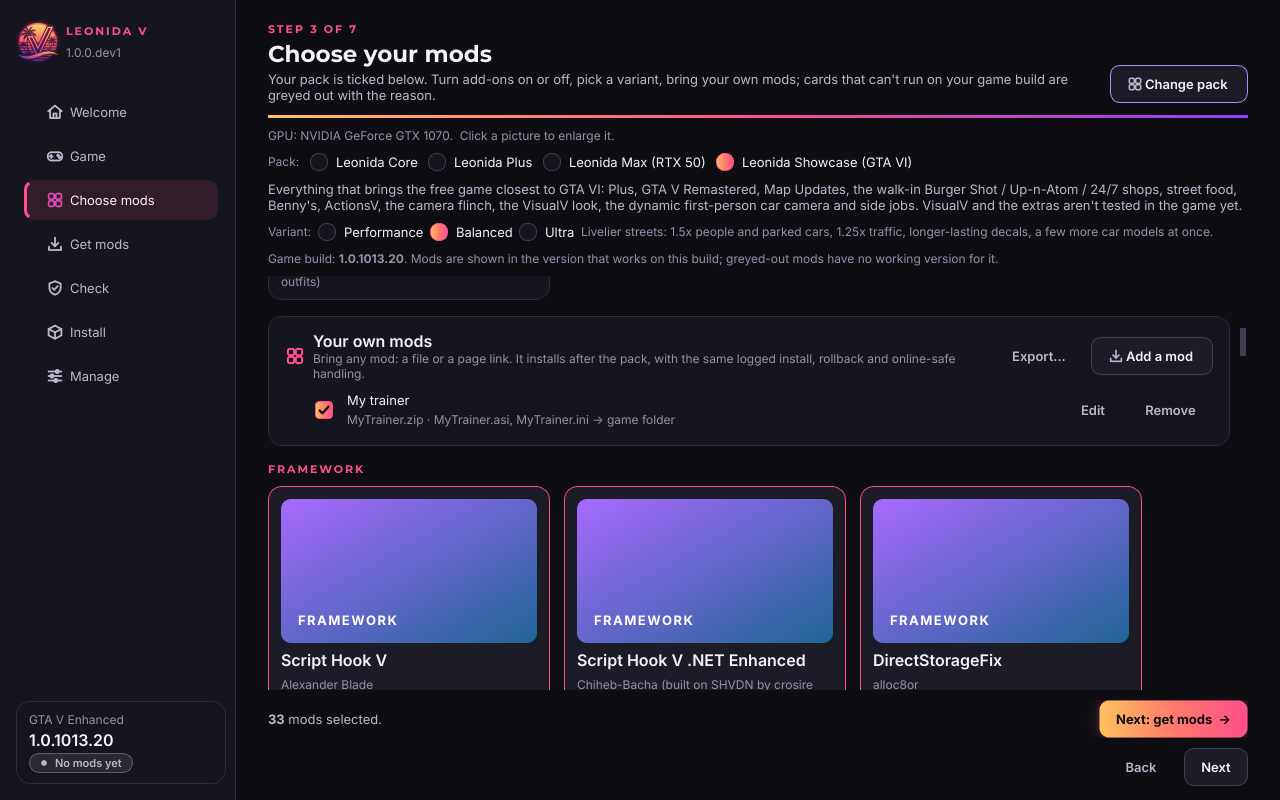 LEONIDA V
1.0.0.dev1
Welcome
Game
Choose mods
Get mods
Check
Install
Manage
GTA V Enhanced
1.0.1013.20
No mods yet
STEP 3 OF 7
Choose your mods
Your pack is ticked below. Turn add-ons on or off, pick a variant, bring your own mods; cards that can't run on your game build are
greyed out with the reason.
Change pack
GPU: NVIDIA GeForce GTX 1070.  Click a picture to enlarge it.
Pack: Leonida Core Leonida Plus Leonida Max (RTX 50) Leonida Showcase (GTA VI)
Everything that brings the free game closest to GTA VI: Plus, GTA V Remastered, Map Updates, the walk-in Burger Shot / Up-n-Atom / 24/7 shops, street food,
Benny's, ActionsV, the camera flinch, the VisualV look, the dynamic first-person car camera and side jobs. VisualV and the extras aren't tested in the game yet.
Variant: Performance Balanced Ultra Livelier streets: 1.5x people and parked cars, 1.25x traffic, longer-lasting decals, a few more car models at once.
Game build: 1.0.1013.20. Mods are shown in the version that works on this build; greyed-out mods have no working version for it.
outfits)
Your own mods
Bring any mod: a file or a page link. It installs after the pack, with the same logged install, rollback and online-safe
handling.
Export...
Add a mod
My trainer
MyTrainer.zip · MyTrainer.asi, MyTrainer.ini → game folder
Edit
Remove
FRAMEWORK
FRAMEWORK
Script Hook V
Alexander Blade
FRAMEWORK
Script Hook V .NET Enhanced
Chiheb-Bacha (built on SHVDN by crosire
FRAMEWORK
DirectStorageFix
alloc8or
33 mods selected.
Next: get mods →
Back
Next